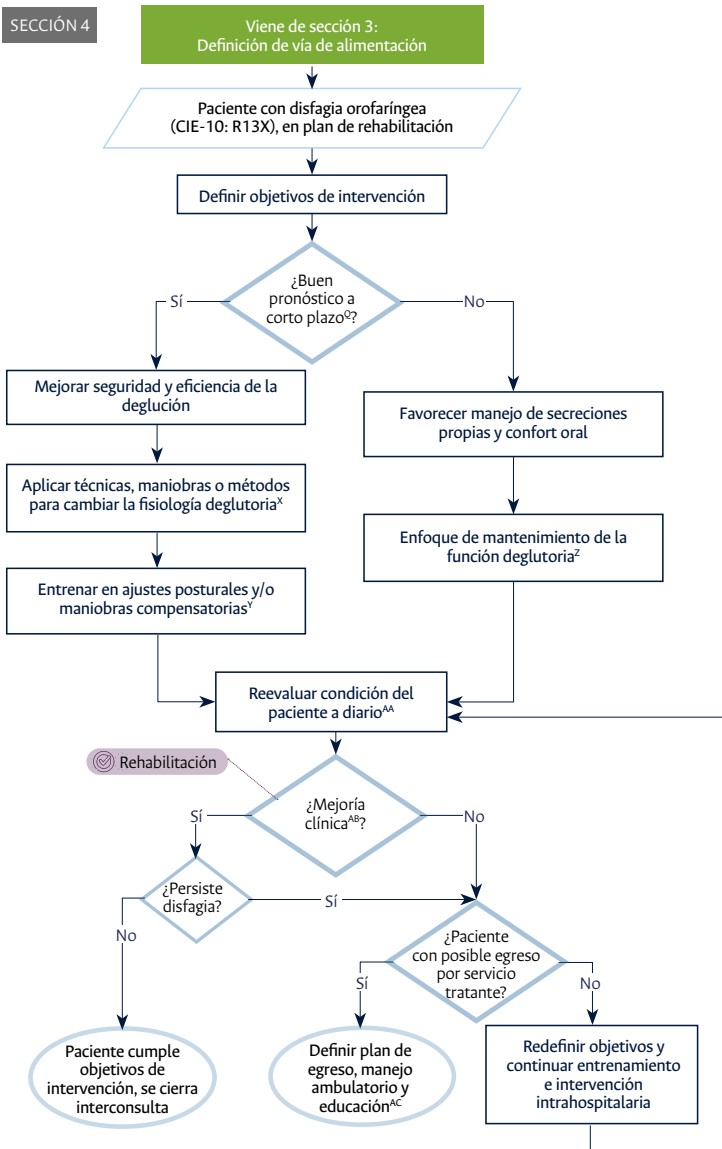 SECCIÓN 4
Viene de sección 3:
Definición de vía de alimentación
Paciente con disfagia orofaríngea
(CIE-10: R13X), en plan de rehabilitación
Definir objetivos de intervención
¿Buen
pronóstico a
corto plazoQ?
Sí
No
Mejorar seguridad y eficiencia de la
deglución
Favorecer manejo de secreciones
propias y confort oral
Aplicar técnicas, maniobras o métodos
para cambiar la fisiología deglutoriaX
Enfoque de mantenimiento de la
función deglutoriaZ
Entrenar en ajustes posturales y/o
maniobras compensatoriasY
Reevaluar condición del
paciente a diarioAA
Rehabilitación
¿Mejoría
clínicaAB?
Sí
No
¿Persiste
disfagia?
Sí
No
¿Paciente
con posible egreso
por servicio
tratante?
Sí
No
Paciente cumple
objetivos de
intervención, se cierra
interconsulta
Definir plan de
egreso, manejo
ambulatorio y
educaciónAC
Redefinir objetivos y
continuar entrenamiento
e intervención
intrahospitalaria